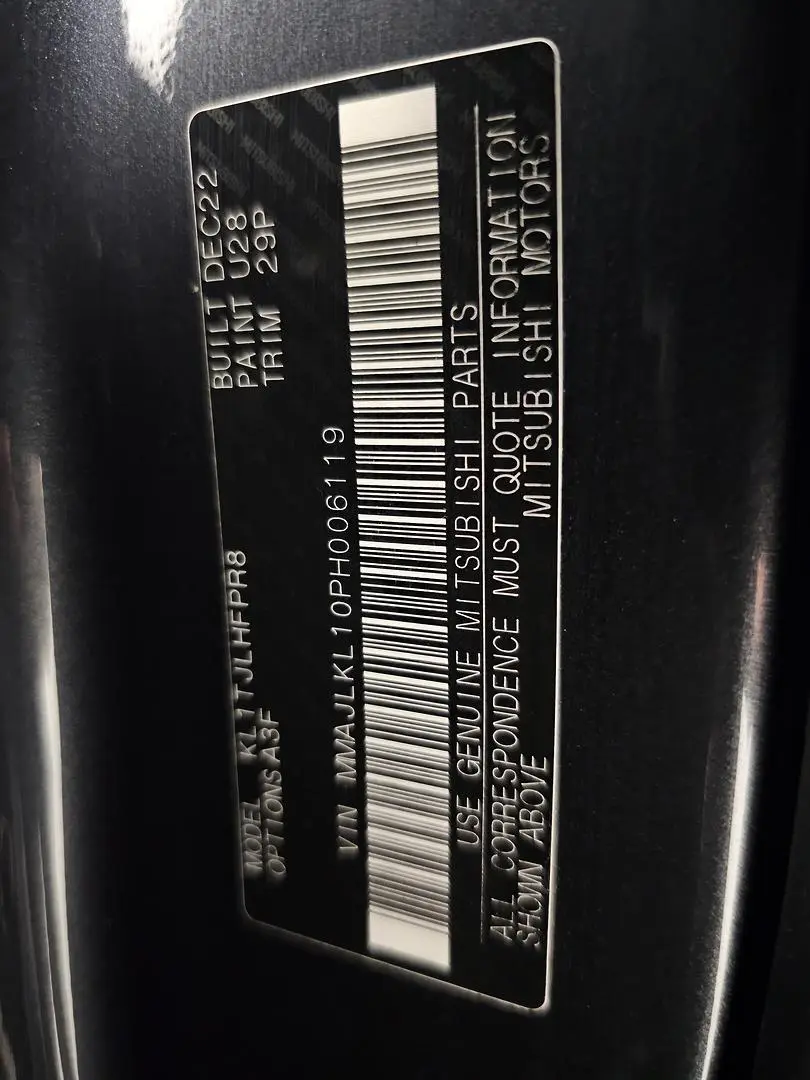 MODEL KL1TJLHFPR8 BUILT DEC22
OPTIONS A3F PAINT U28
TRIM 29P
VIN MMAJLKL10PH006119
USE GENUINE MITSUBISHI PARTS
ALL CORRESPONDENCE MUST QUOTE INFORMATION
SHOWN ABOVE MITSUBISHI MOTORS